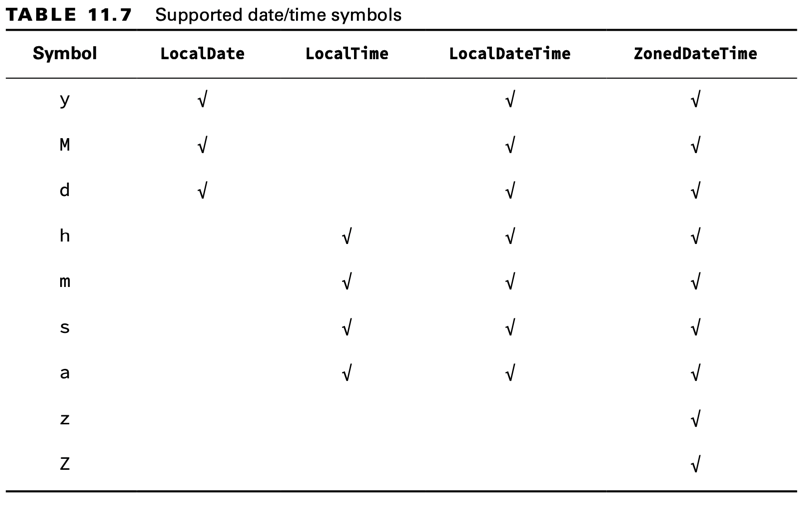 TABLE 11.7 Supported date/time symbols
Symbol LocalDate LocalTime LocalDateTime ZonedDateTime
y √ √ √
M √ √ √
d √ √ √
h √ √ √
m √ √ √
s √ √ √
a √ √ √
z √
Z √